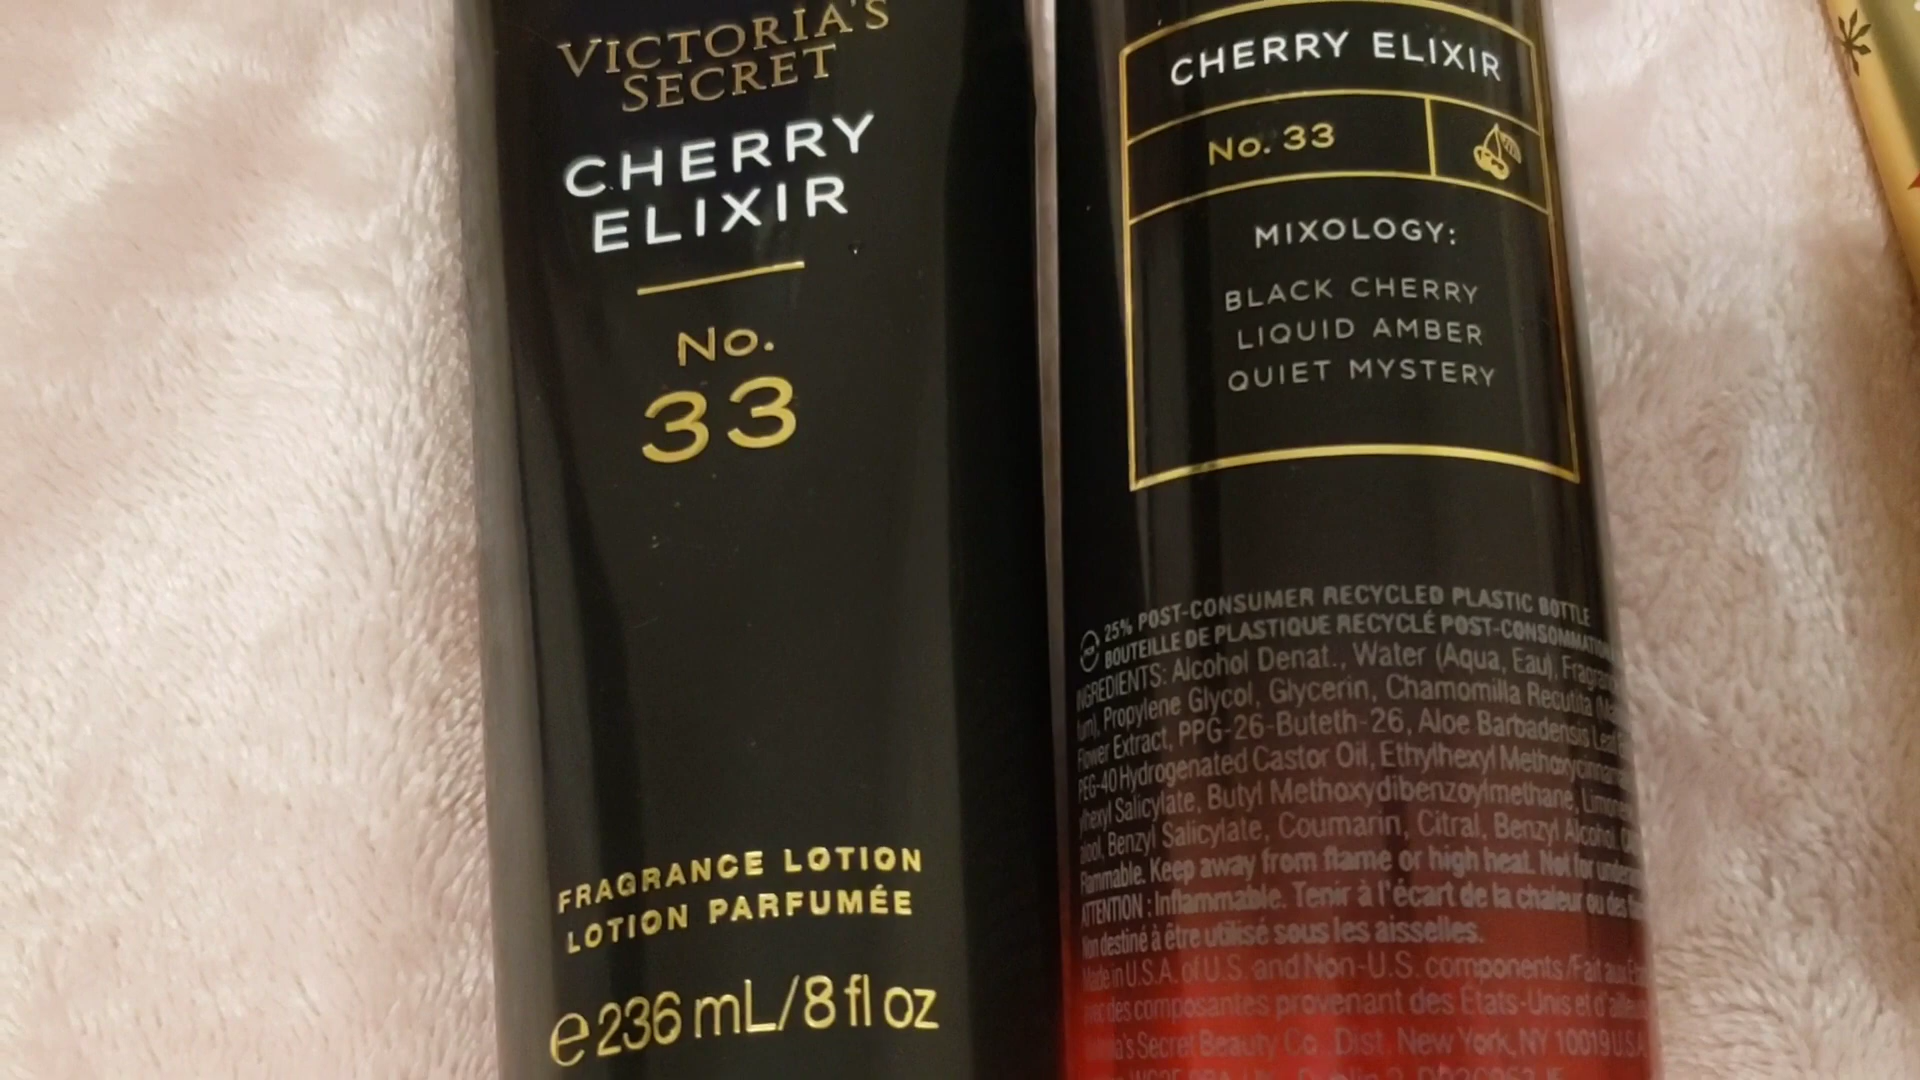 VICTORIA'S
SECRET
CHERRY
ELIXIR
No.
33
FRAGRANCE LOTION
LOTION PARFUMÉE
e 236 mL/8 fl oz
CHERRY ELIXIR
No. 33
MIXOLOGY:
BLACK CHERRY
LIQUID AMBER
QUIET MYSTERY
25% POST-CONSUMER RECYCLED PLASTIC BOTTLE
BOUTEILLE DE PLASTIQUE RECYCLÉ POST-CONSOMMATION
INGREDIENTS: Alcohol Denat., Water (Aqua, Eau),
Propylene Glycol, Glycerin, Chamomilla Recutita
Flower Extract, PPG-26-Buteth-26, Aloe Barbadensis Leaf
PEG-40 Hydrogenated Castor Oil, Ethylhexyl
Salicylate, Butyl Methoxydibenzoylmethane,
Benzyl Salicylate, Coumarin, Citral, Benzyl Alcohol,
Flammable. Keep away from flame or high heat. Not for
ATTENTION : Inflammable. Tenir à l'écart de la chaleur ou des
Non destiné à être utilisé sous les aisselles.
Made in U.S.A. of U.S. and Non-U.S. components/Fait aux
des composantes provenant des États-Unis et
Secret Beauty Co. Dist. New York, NY 10019 USA